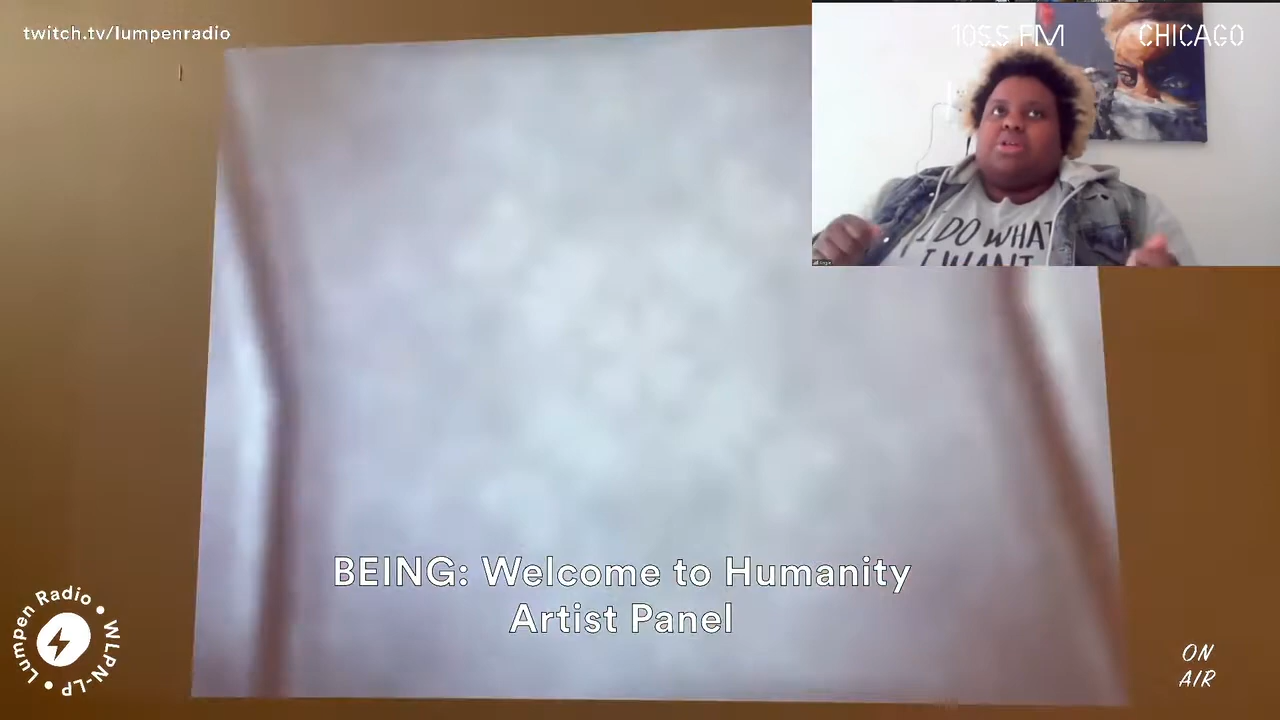 twitch.tv/lumpenradio
105.5 FM CHICAGO
I DO WHAT
I WANT
BEING: Welcome to Humanity
Artist Panel
Lumpen Radio • WLPN-LP •
ON
AIR